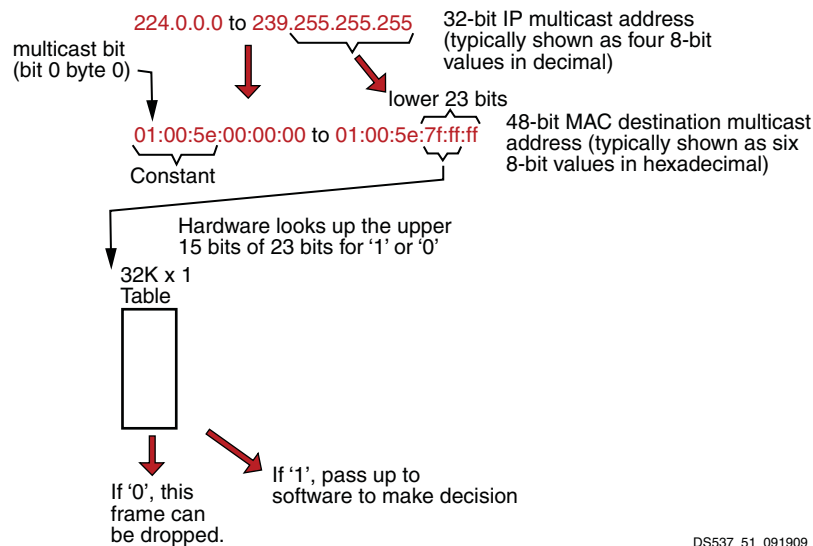 224.0.0.0 to 239.255.255.255
32-bit IP multicast address
(typically shown as four 8-bit
values in decimal)
multicast bit
(bit 0 byte 0)
lower 23 bits
01:00:5e:00:00:00 to 01:00:5e:7f:ff:ff
48-bit MAC destination multicast
address (typically shown as six
8-bit values in hexadecimal)
Constant
Hardware looks up the upper
15 bits of 23 bits for ‘1’ or ‘0’
32K x 1
Table
If ‘0’, this
frame can
be dropped.
If ‘1’, pass up to
software to make decision
DS537_51_091909